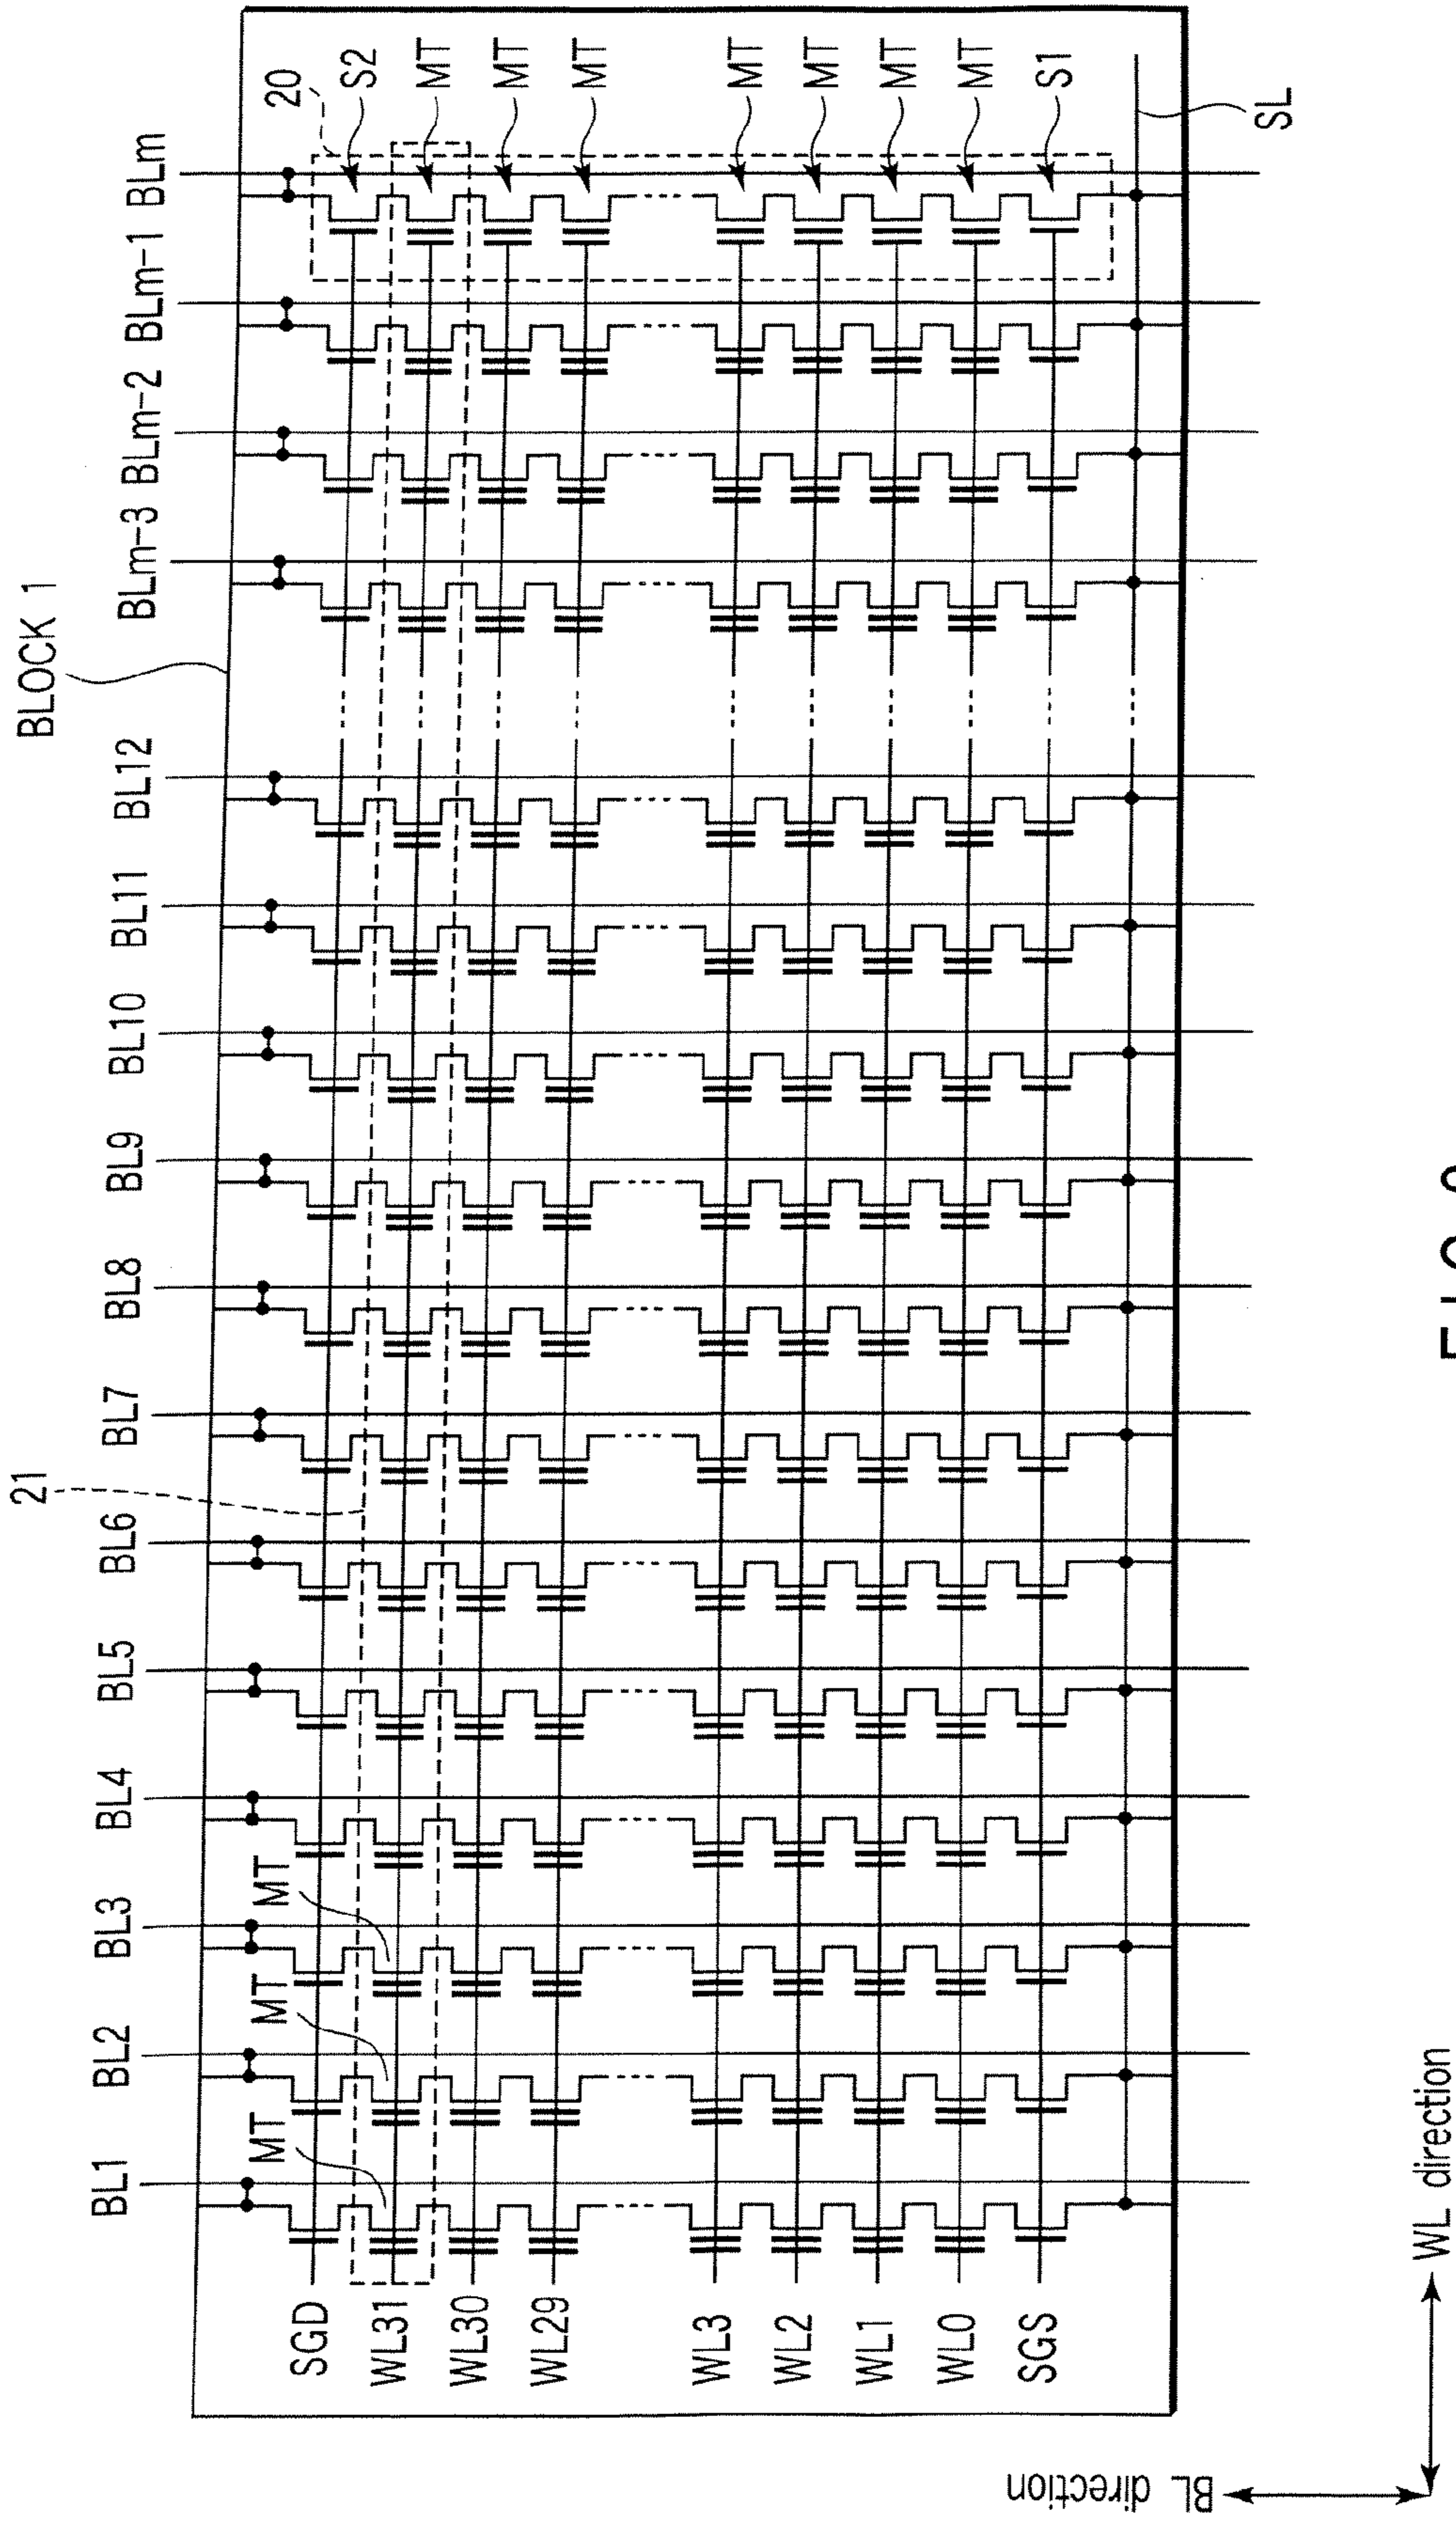 BLOCK 1
21
20
BL1
BL2
BL3
BL4
BL5
BL6
BL7
BL8
BL9
BL10
BL11
BL12
BLm-3
BLm-2
BLm-1
BLm
MT
MT
MT
SGD
WL31
WL30
WL29
WL3
WL2
WL1
WL0
SGS
S2
MT
MT
MT
MT
MT
MT
MT
S1
SL
BL direction
WL direction